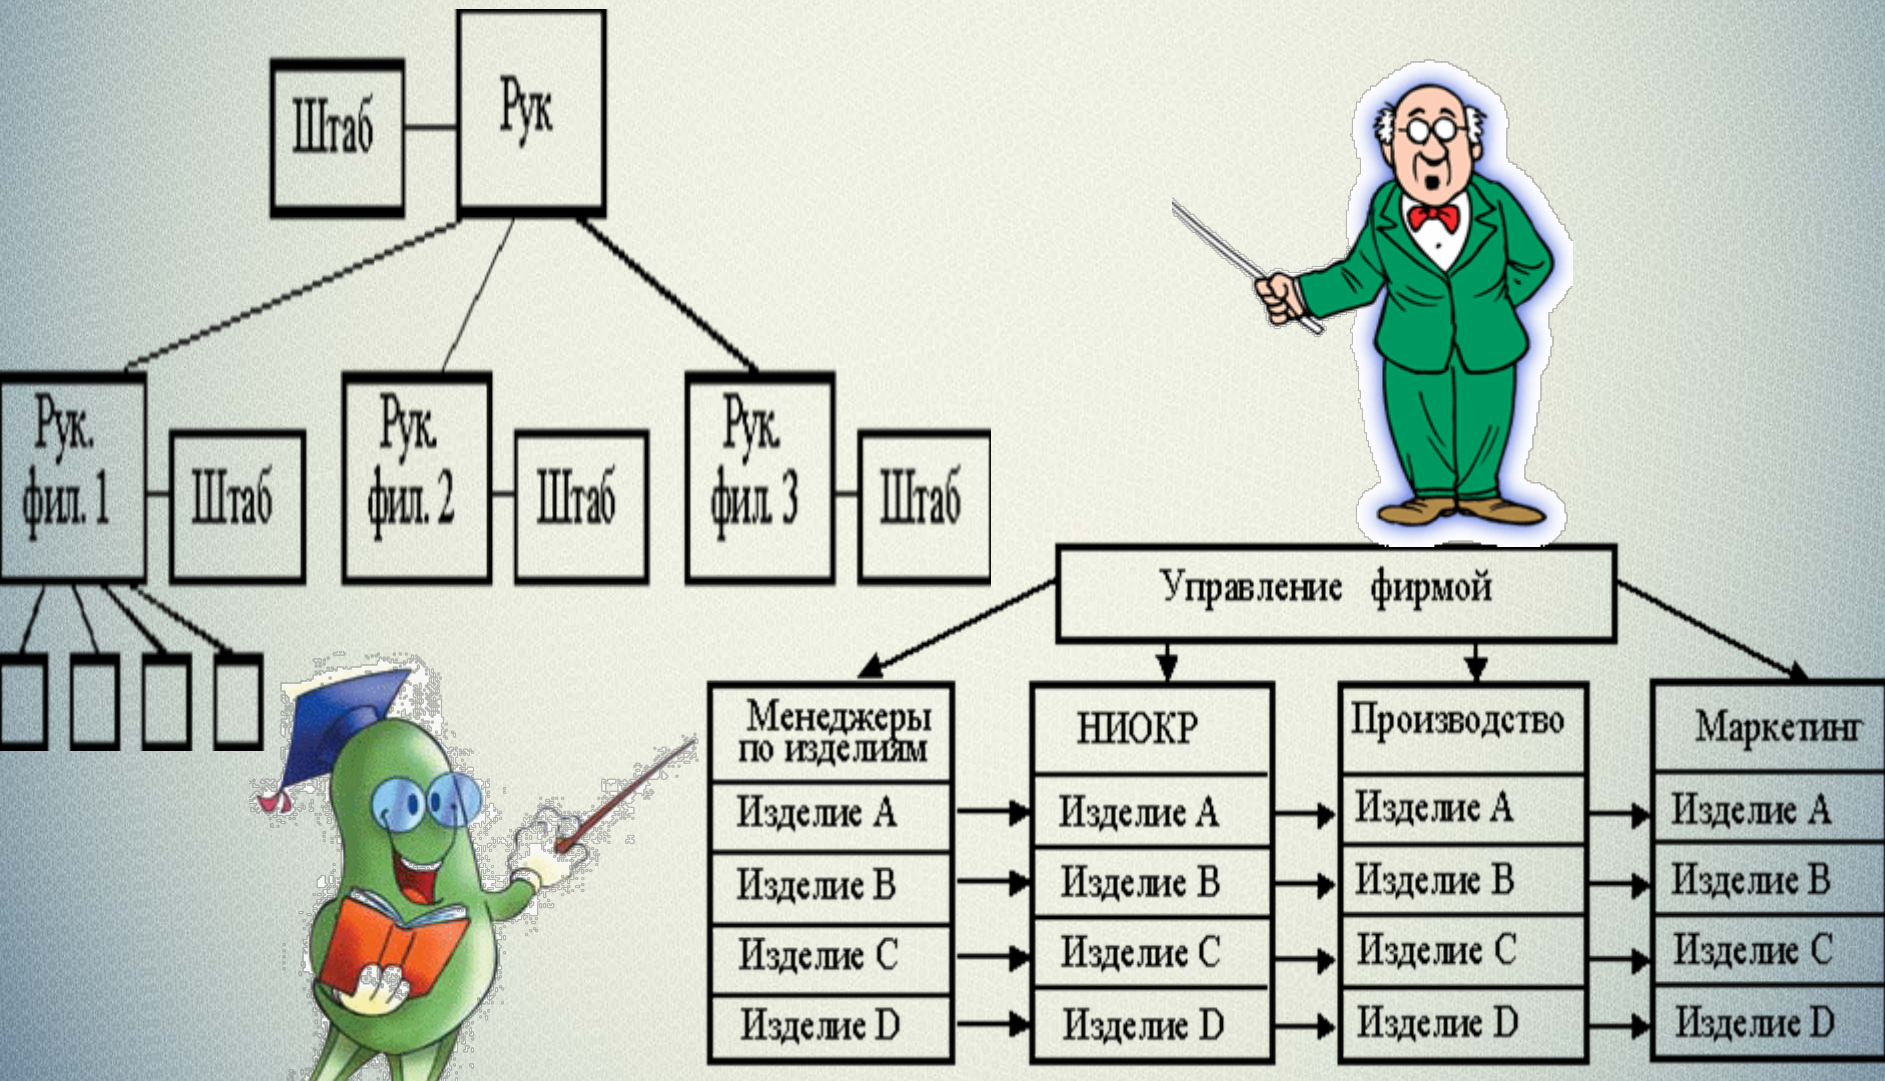 Штаб
Рук
Рук.
фил. 1
Штаб
Рук.
фил. 2
Штаб
Рук.
фил. 3
Штаб
Управление фирмой
Менеджеры
по изделиям
Изделие A
Изделие B
Изделие C
Изделие D
НИОКР
Изделие A
Изделие B
Изделие C
Изделие D
Производство
Изделие A
Изделие B
Изделие C
Изделие D
Маркетинг
Изделие A
Изделие B
Изделие C
Изделие D